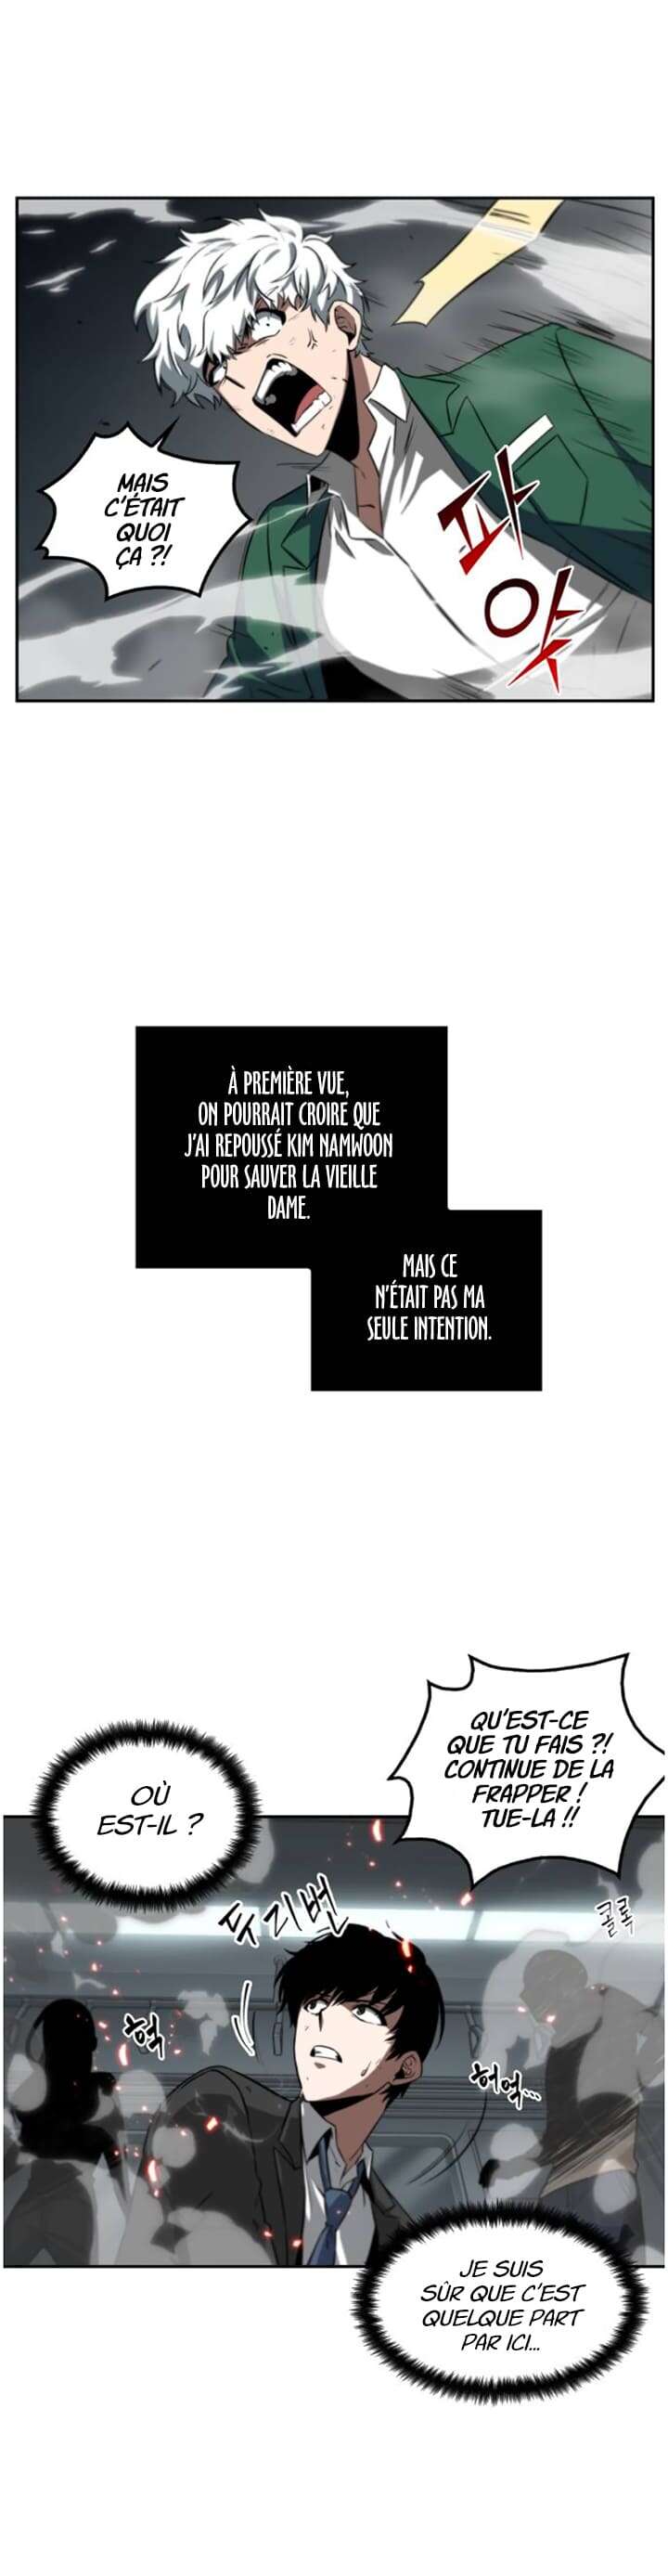 MAIS
C'ÉTAIT
QUOI
ÇA ?!
파
앗
À PREMIÈRE VUE,
ON POURRAIT CROIRE QUE
J'AI REPOUSSÉ KIM NAMWOON
POUR SAUVER LA VIEILLE
DAME.
MAIS CE
N'ÉTAIT PAS MA
SEULE INTENTION.
QU'EST-CE
QUE TU FAIS ?!
CONTINUE DE LA
FRAPPER !
TUE-LA !!
OÙ
EST-IL ?
두리번
콜록
헉
허억...
JE SUIS
SÛR QUE C'EST
QUELQUE PART
PAR ICI...